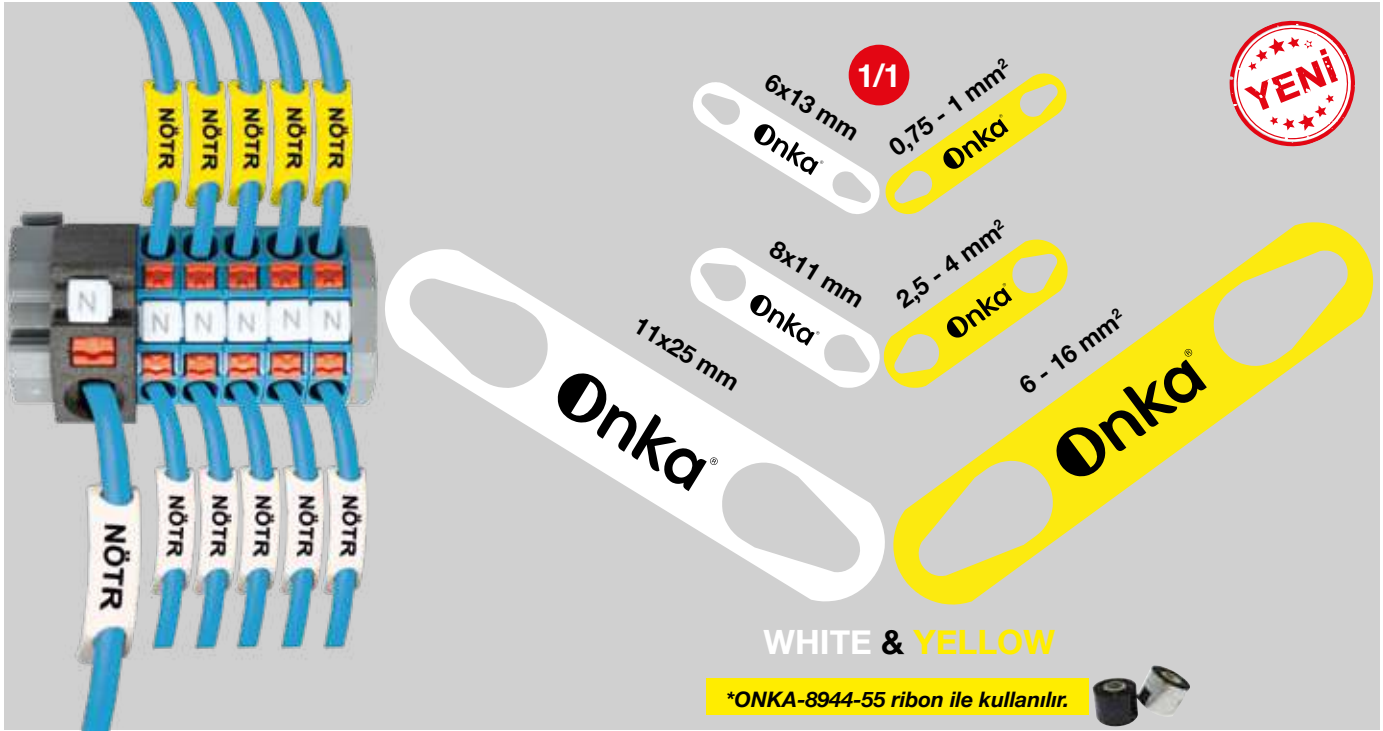 NÖTR
NÖTR
NÖTR
NÖTR
NÖTR
N
N
N
N
N
N
NÖTR
NÖTR
NÖTR
NÖTR
NÖTR
NÖTR
1/1
YENİ
6x13 mm
0,75 - 1 mm²
Onka®
Onka®
8x11 mm
2,5 - 4 mm²
Onka®
Onka®
11x25 mm
6 - 16 mm²
Onka®
Onka®
WHITE & YELLOW
*ONKA-8944-55 ribon ile kullanılır.